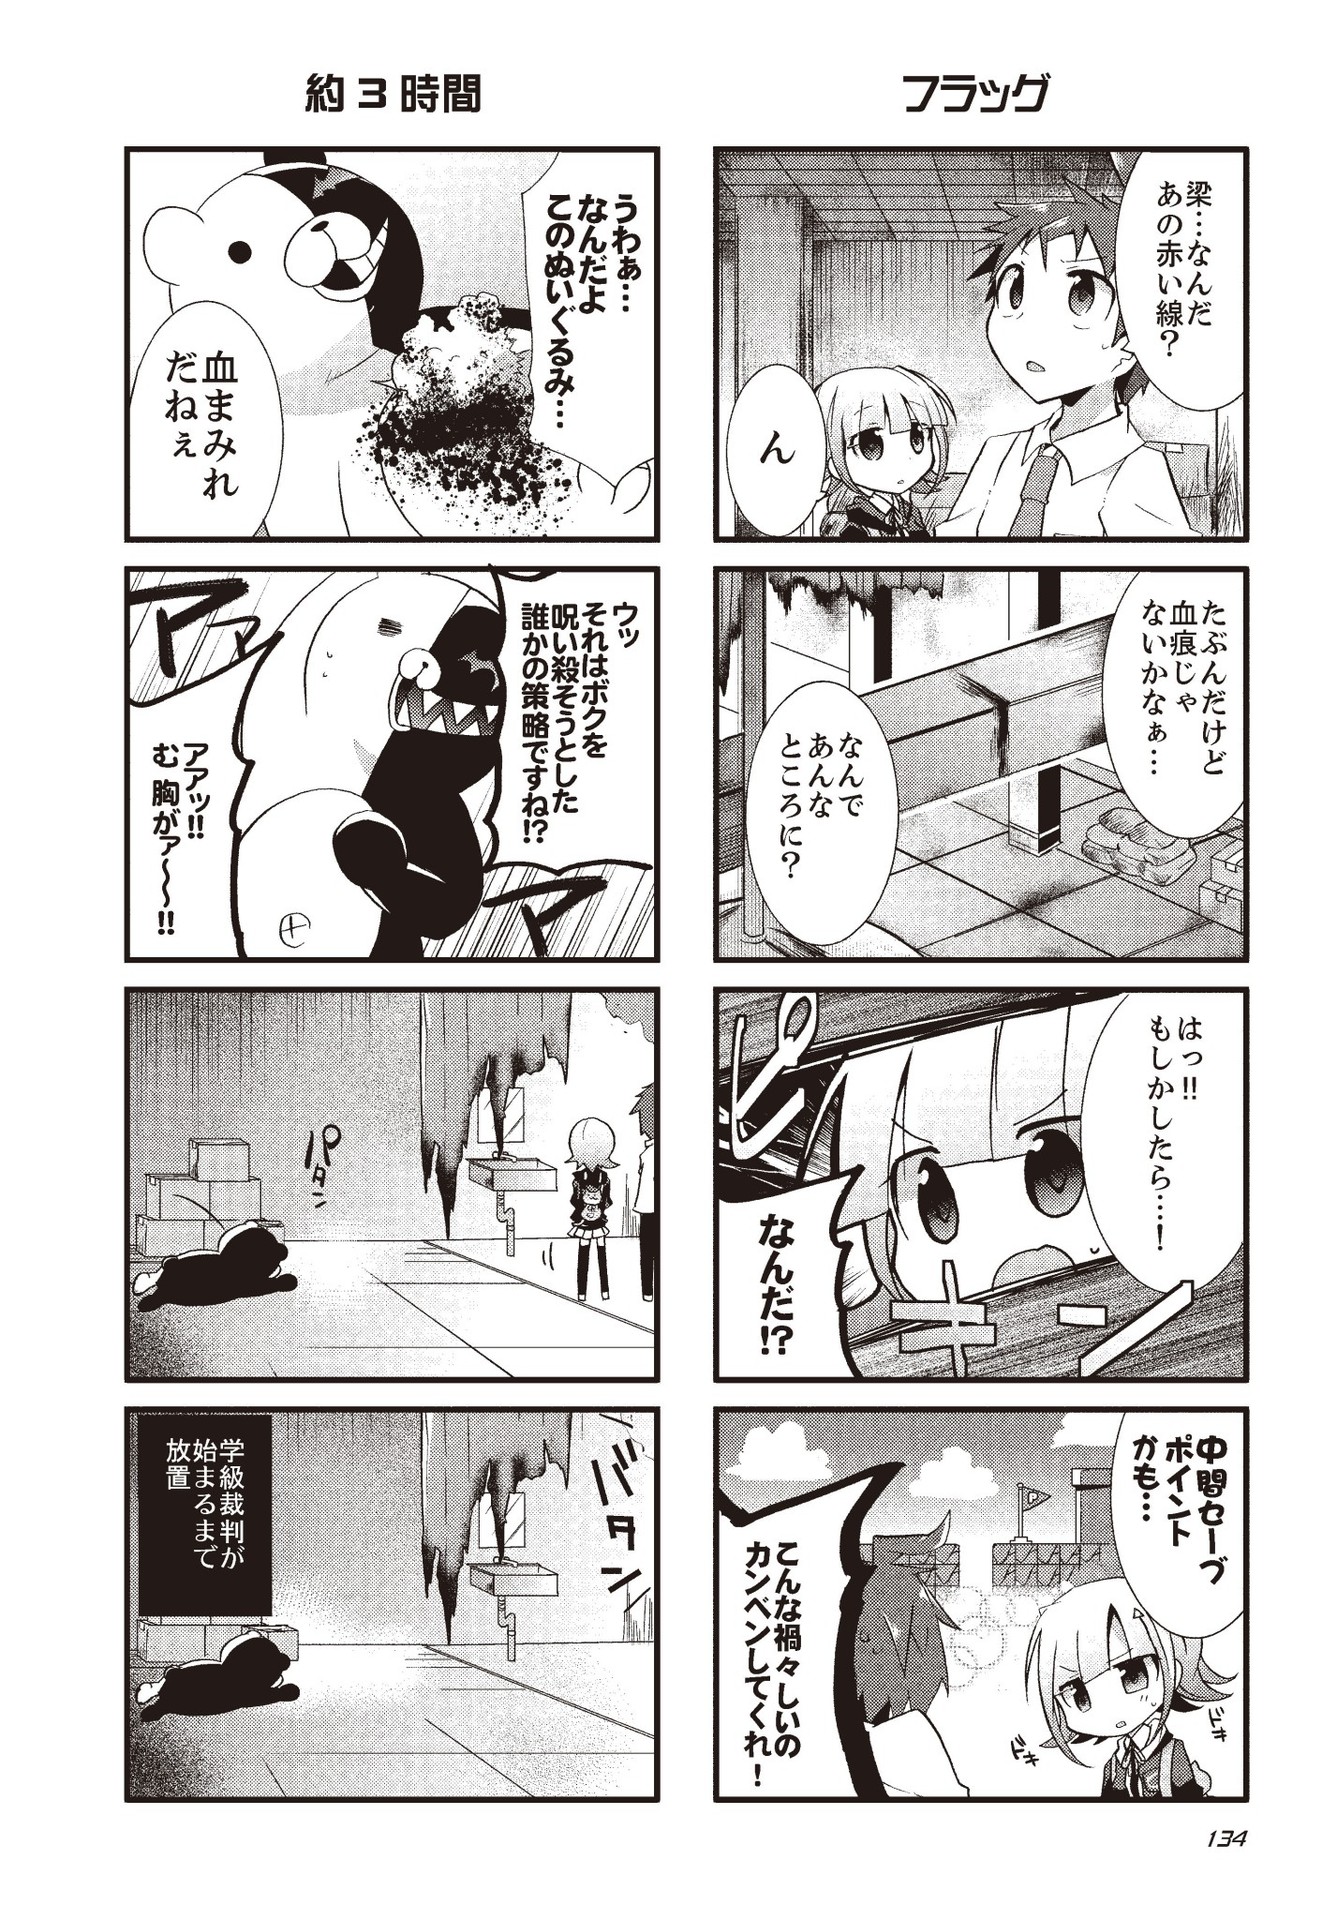 フラッグ
梁…なんだ
あの赤い線?
ん
たぶんだけど
血痕じゃ
ないかなぁ…
なんで
あんな
ところに?
はっ!!
もしかしたら…!
ピーン
キーン
なんだ!?
中間セーブ
ポイント
かも…
ドキ
ドキ
こんな禍々しいの
カンベンしてくれ!
約3時間
うわぁ…
なんだよ
このぬいぐるみ…
血まみれ
だねぇ
ウッ
それはボクを
呪い殺そうとした
誰かの策略ですね!?
アアッ!!
む 胸がァ〜〜!!
アァ
アア
パタン
バタン
学級裁判が
始まるまで
放置
134